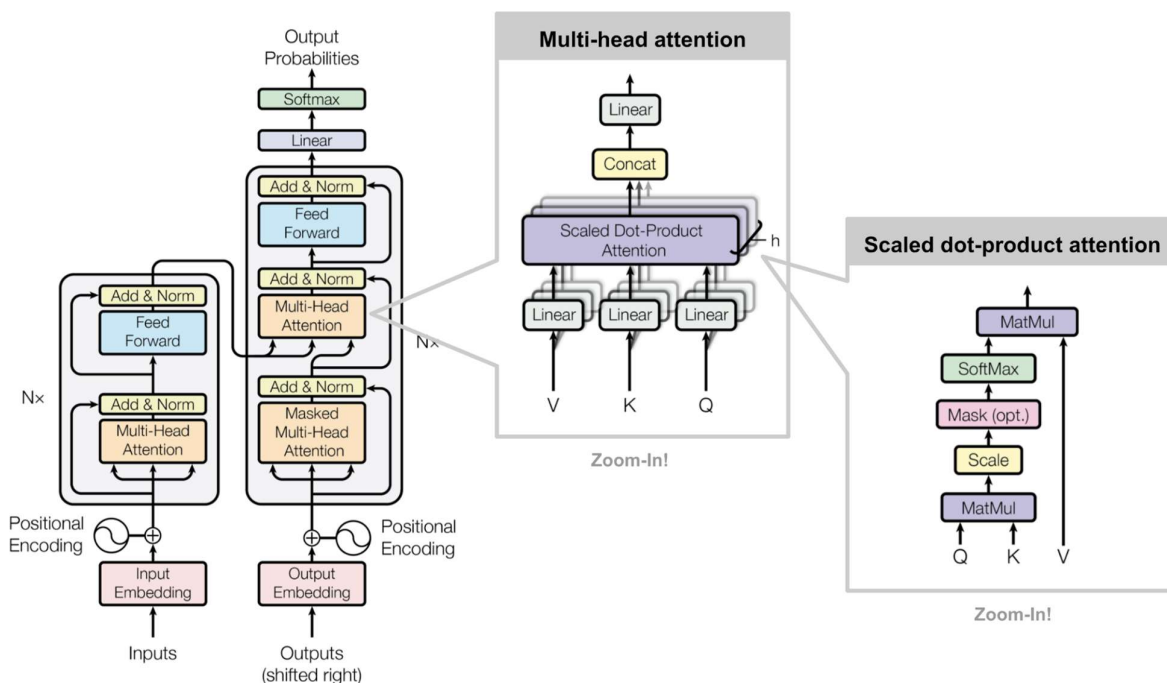 Output
Probabilities
Softmax
Linear
Add & Norm
Feed
Forward
Add & Norm
Multi-Head
Attention
Nx
Add & Norm
Masked
Multi-Head
Attention
Positional
Encoding
Output
Embedding
Outputs
(shifted right)
Add & Norm
Feed
Forward
Nx
Add & Norm
Multi-Head
Attention
Positional
Encoding
Input
Embedding
Inputs
Multi-head attention
Linear
Concat
Scaled Dot-Product
Attention
h
Linear Linear Linear
V K Q
Zoom-In!
Scaled dot-product attention
MatMul
SoftMax
Mask (opt.)
Scale
MatMul
Q K V
Zoom-In!